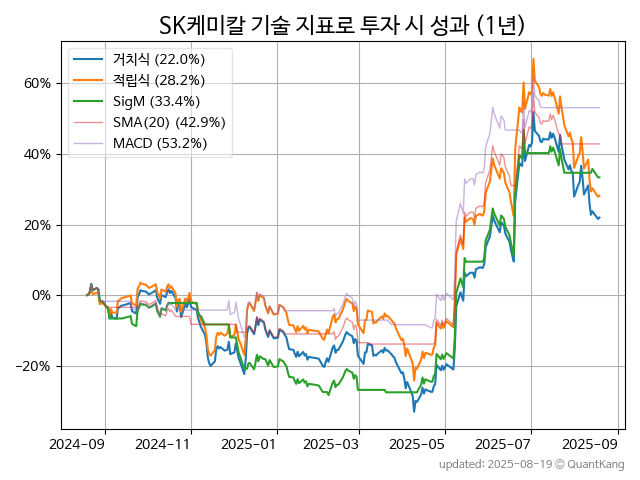 SK케미칼 기술 지표로 투자 시 성과 (1년)
거치식 (22.0%)
적립식 (28.2%)
SigM (33.4%)
SMA(20) (42.9%)
MACD (53.2%)
60%
40%
20%
0%
−20%
2024-09 2024-11 2025-01 2025-03 2025-05 2025-07 2025-09
updated: 2025-08-19 © QuantKang